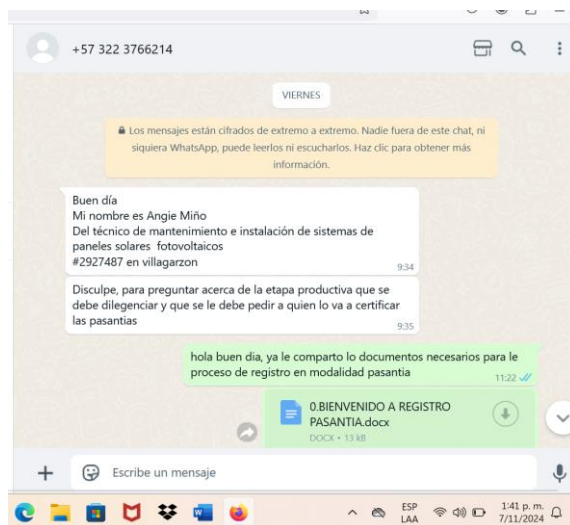 +57 322 3766214
VIERNES
Los mensajes están cifrados de extremo a extremo. Nadie fuera de este chat, ni
siquiera WhatsApp, puede leerlos ni escucharlos. Haz clic para obtener más
información.
Buen día
Mi nombre es Angie Miño
Del técnico de mantenimiento e instalación de sistemas de
paneles solares fotovoltaicos
#2927487 en villagarzon
9:34
Disculpe, para preguntar acerca de la etapa productiva que se
debe dilegenciar y que se le debe pedir a quien lo va a certificar
las pasantias
9:35
hola buen dia, ya le comparto lo documentos necesarios para le
proceso de registro en modalidad pasantia
11:22
0.BIENVENIDO A REGISTRO
PASANTIA.docx
DOCX • 13 kB
Escribe un mensaje
ESP
LAA
1:41 p. m.
7/11/2024